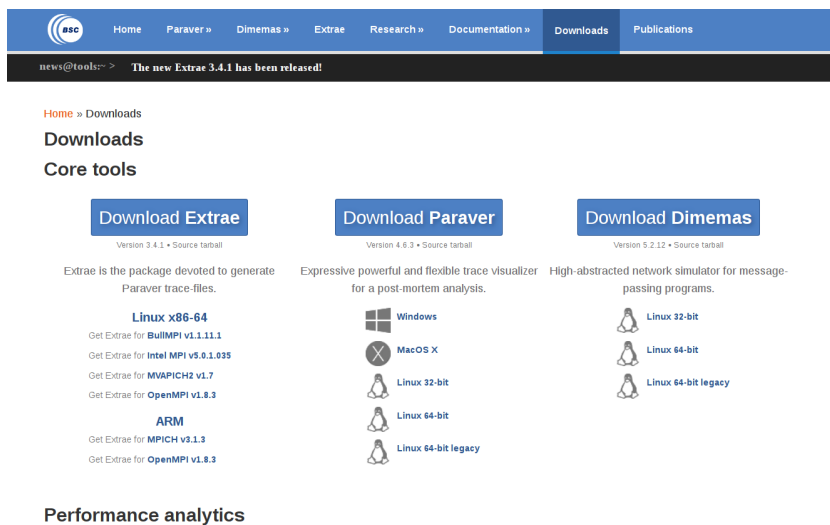 BSC
Home Paraver » Dimemas » Extrae Research » Documentation » Downloads Publications
news@tools:~ > The new Extrae 3.4.1 has been released!
Home » Downloads
Downloads
Core tools
Download Extrae
Version 3.4.1 • Source tarball
Extrae is the package devoted to generate
Paraver trace-files.
Linux x86-64
Get Extrae for BullMPI v1.1.11.1
Get Extrae for Intel MPI v5.0.1.035
Get Extrae for MVAPICH2 v1.7
Get Extrae for OpenMPI v1.8.3
ARM
Get Extrae for MPICH v3.1.3
Get Extrae for OpenMPI v1.8.3
Download Paraver
Version 4.6.3 • Source tarball
Expressive powerful and flexible trace visualizer
for a post-mortem analysis.
Windows
MacOS X
Linux 32-bit
Linux 64-bit
Linux 64-bit legacy
Download Dimemas
Version 5.2.12 • Source tarball
High-abstracted network simulator for message-
passing programs.
Linux 32-bit
Linux 64-bit
Linux 64-bit legacy
Performance analytics